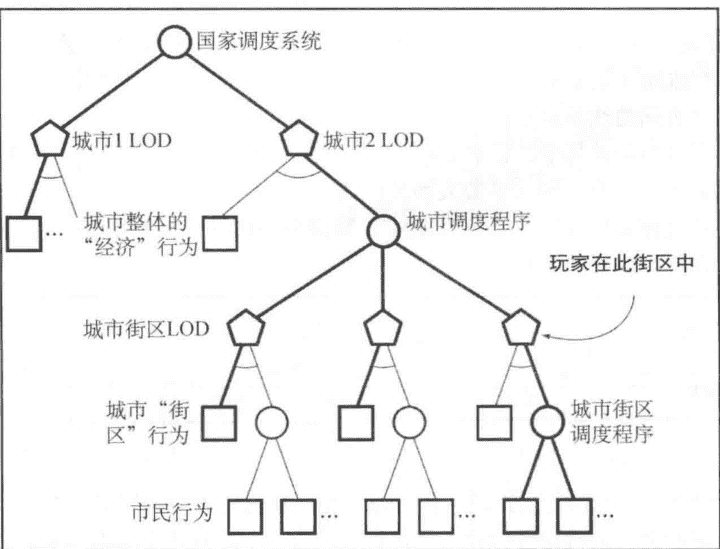 国家调度系统
城市1 LOD
城市2 LOD
...
城市整体的
“经济”行为
城市调度程序
玩家在此街区中
城市街区LOD
城市“街
区”行为
城市街区
调度程序
市民行为
...
...
...